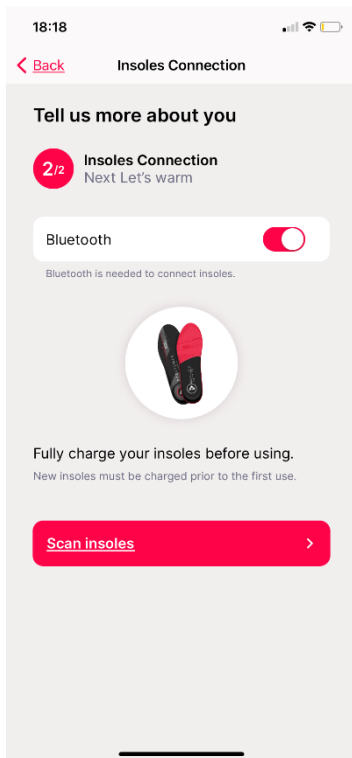 18:18
Back
Insoles Connection
Tell us more about you
2/2
Insoles Connection
Next Let's warm
Bluetooth
Bluetooth is needed to connect insoles.
Fully charge your insoles before using.
New insoles must be charged prior to the first use.
Scan insoles